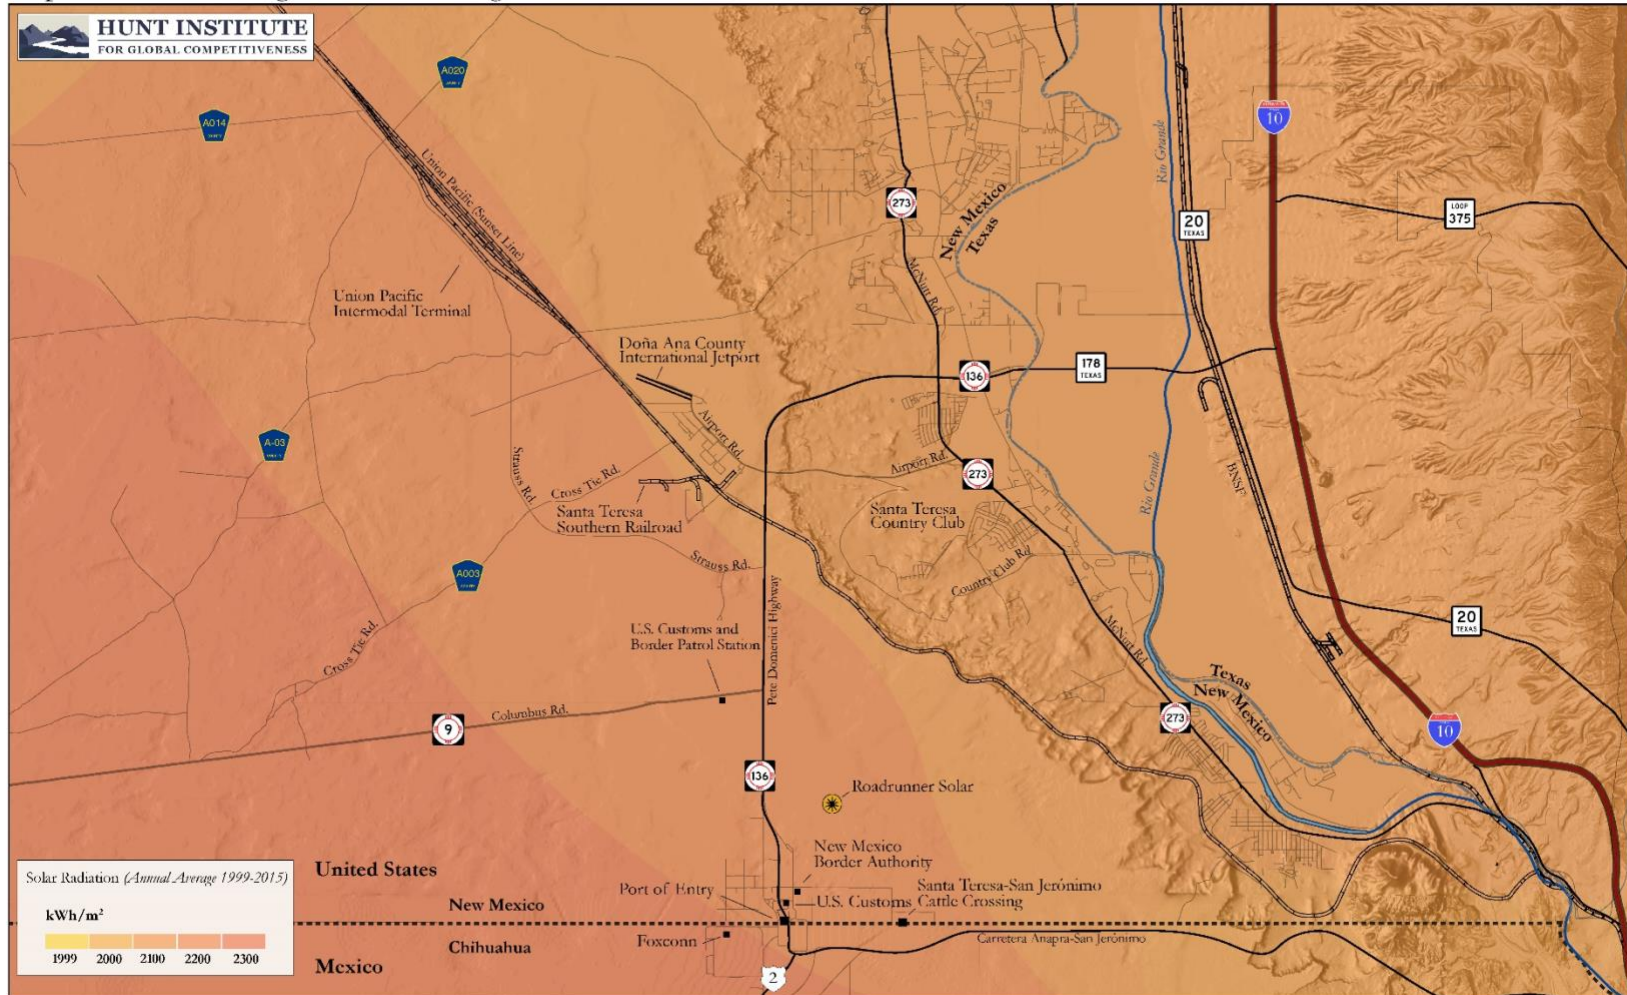 HUNT INSTITUTE
FOR GLOBAL COMPETITIVENESS
A020
A014
10
Union Pacific (Sunset Line)
Rio Grande
273
New Mexico
Texas
20
TEXAS
LOOP
375
McNutt Rd.
Union Pacific
Intermodal Terminal
Doña Ana County
International Jetport
136
178
TEXAS
Airport Rd.
A-03
Strauss Rd.
Cross Tie Rd.
Airport Rd.
273
BNSF
Rio Grande
Santa Teresa
Southern Railroad
Santa Teresa
Country Club
Strauss Rd.
A003
Country Club Rd.
Pete Domenici Highway
20
TEXAS
U.S. Customs and
Border Patrol Station
Cross Tie Rd.
McNutt Rd.
Texas
New Mexico
Columbus Rd.
9
273
10
136
Roadrunner Solar
New Mexico
Border Authority
United States
Port of Entry
U.S. Customs
Santa Teresa-San Jerónimo
Cattle Crossing
New Mexico
Chihuahua
Mexico
Foxconn
Carretera Anapra-San Jerónimo
2
Solar Radiation (Annual Average 1999-2015)
kWh/m²
1999 2000 2100 2200 2300